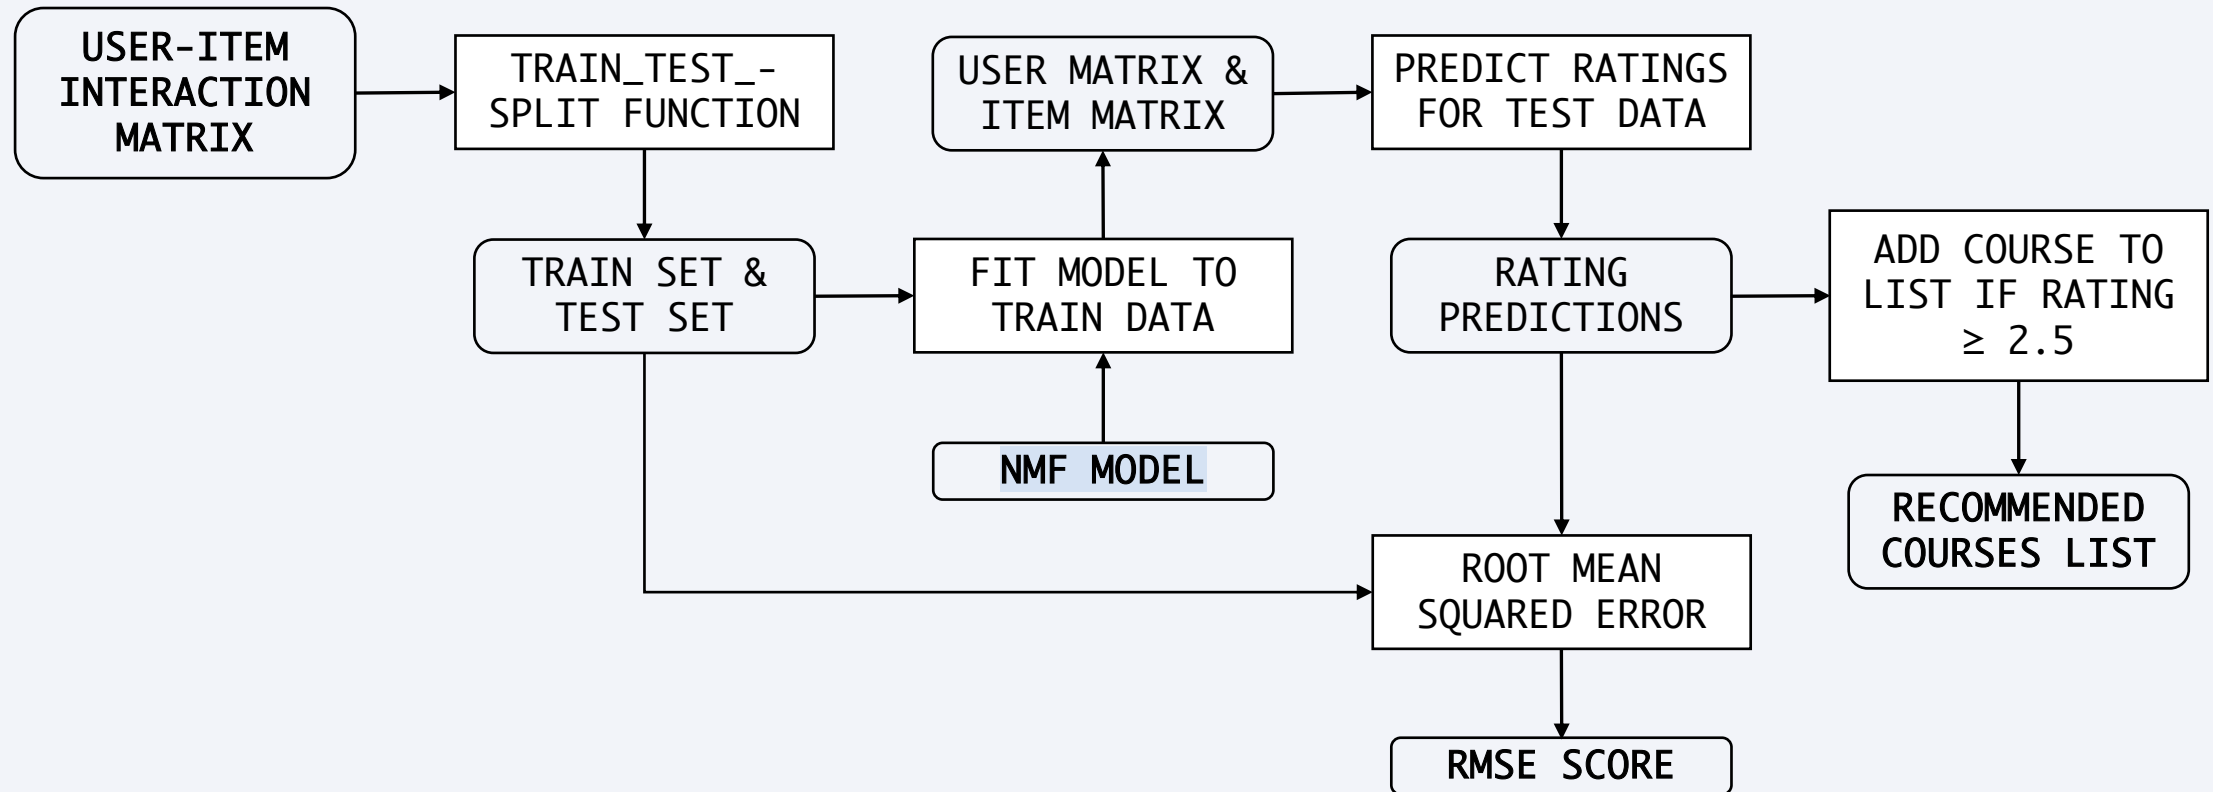 USER-ITEM
INTERACTION
MATRIX
TRAIN_TEST_-
SPLIT FUNCTION
USER MATRIX &
ITEM MATRIX
PREDICT RATINGS
FOR TEST DATA
TRAIN SET &
TEST SET
FIT MODEL TO
TRAIN DATA
RATING
PREDICTIONS
ADD COURSE TO
LIST IF RATING
≥ 2.5
NMF MODEL
RECOMMENDED
COURSES LIST
ROOT MEAN
SQUARED ERROR
RMSE SCORE